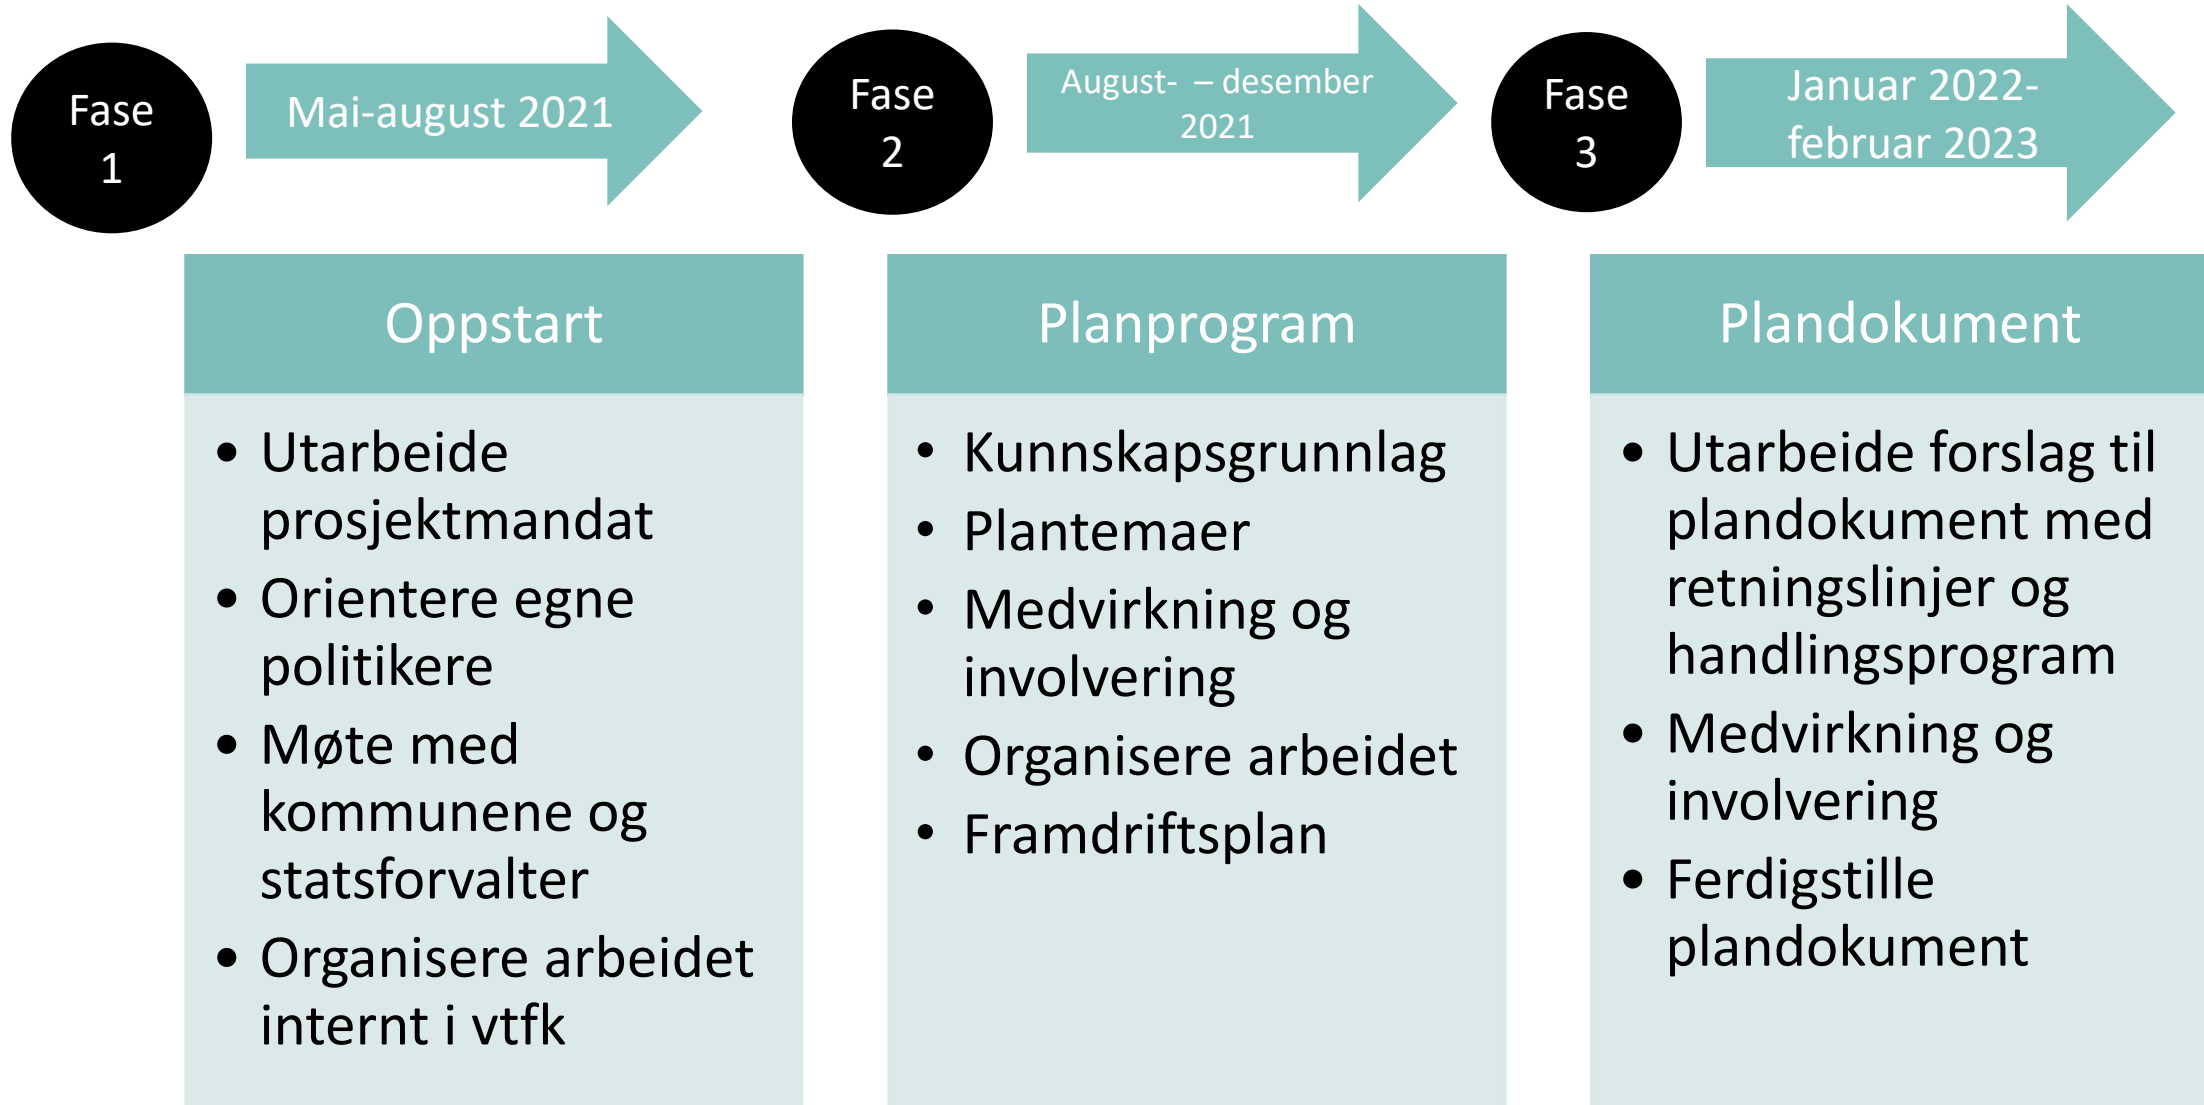 Fase
1
Mai-august 2021
Fase
2
August-  – desember
2021
Fase
3
Januar 2022-
februar 2023
Oppstart
• Utarbeide
prosjektmandat
• Orientere egne
politikere
• Møte med
kommunene og
statsforvalter
• Organisere arbeidet
internt i vtfk
Planprogram
• Kunnskapsgrunnlag
• Plantemaer
• Medvirkning og
involvering
• Organisere arbeidet
• Framdriftsplan
Plandokument
• Utarbeide forslag til
plandokument med
retningslinjer og
handlingsprogram
• Medvirkning og
involvering
• Ferdigstille
plandokument